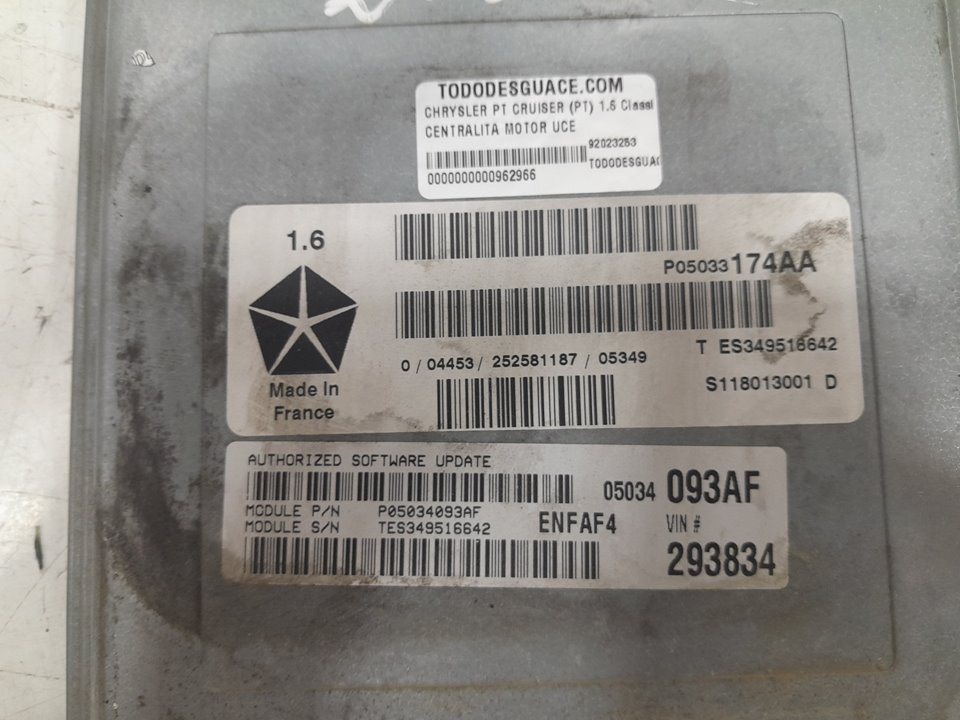 TODODESGUACE.COM
CHRYSLER PT CRUISER (PT) 1.6 Classi
CENTRALITA MOTOR UCE
92023253
TODODESGUA
0000000000962966
1.6
P05033174AA
T ES349516642
0 / 04453 / 252581187 / 05349
S118013001 D
Made In
France
AUTHORIZED SOFTWARE UPDATE
05034 093AF
MODULE P/N P05034093AF
MODULE S/N TES349516642
ENFAF4
VIN #
293834